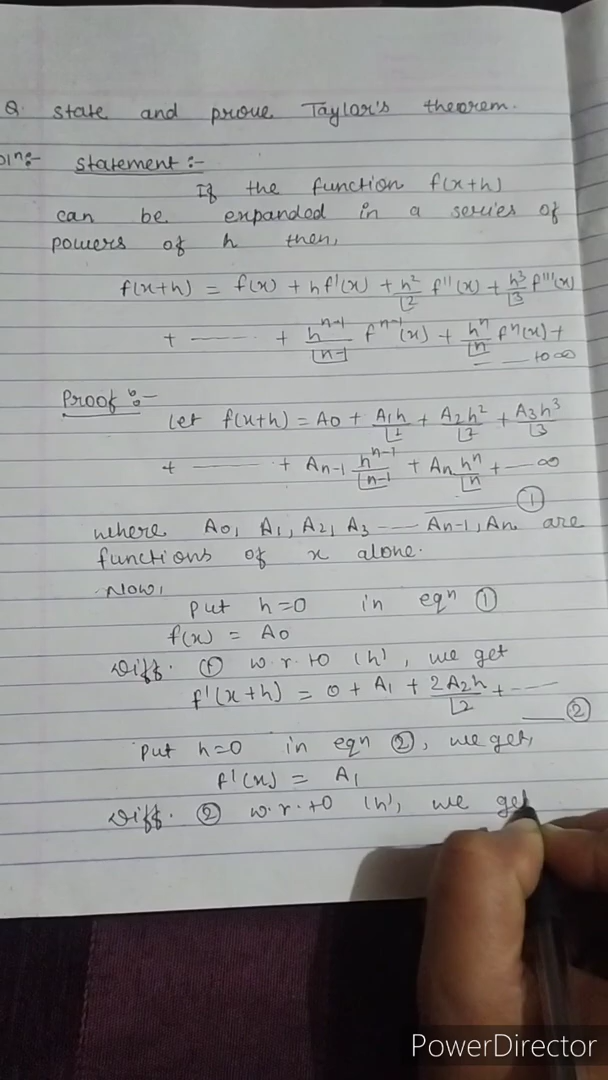 Q. State and prove Taylor's theorem.
Statement :-
If the function f(x+h)
can be expanded in a series of
powers of h then,
f(x+h) = f(x) + hf'(x) + h²/⌊2 f''(x) + h³/⌊3 f'''(x)
+ ---- + hⁿ⁻¹/⌊n-1 fⁿ⁻¹(x) + hⁿ/⌊n fⁿ(x) +
---- to ∞
Proof :-
Let f(x+h) = A0 + A1h/⌊1 + A2h²/⌊2 + A3h³/⌊3
+ ---- + An-1 hⁿ⁻¹/⌊n-1 + An hⁿ/⌊n + --- ∞
---- ①
where A0, A1, A2, A3 ---- An-1, An are
functions of x alone.
Now,
Put h=0 in eqⁿ ①
f(x) = A0
Diff. ① w.r.to 'h', we get
f'(x+h) = 0 + A1 + 2A2h/⌊2 + ---
---- ②
Put h=0 in eqn ②, we get,
f'(x) = A1
Diff. ② w.r.to 'h', we get
PowerDirector